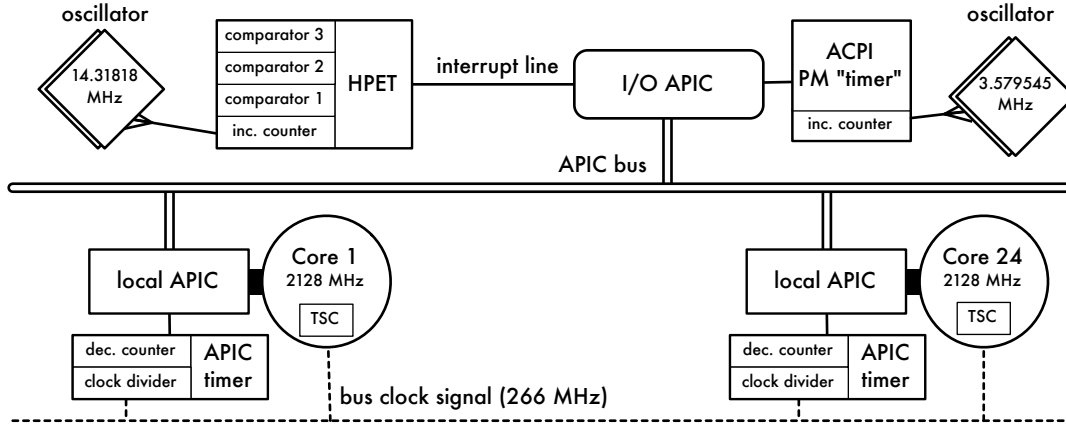 oscillator
14.31818
MHz
comparator 3
comparator 2
comparator 1
inc. counter
HPET
interrupt line
I/O APIC
ACPI
PM "timer"
inc. counter
oscillator
3.579545
MHz
APIC bus
local APIC
Core 1
2128 MHz
TSC
dec. counter
clock divider
APIC
timer
bus clock signal (266 MHz)
local APIC
Core 24
2128 MHz
TSC
dec. counter
clock divider
APIC
timer